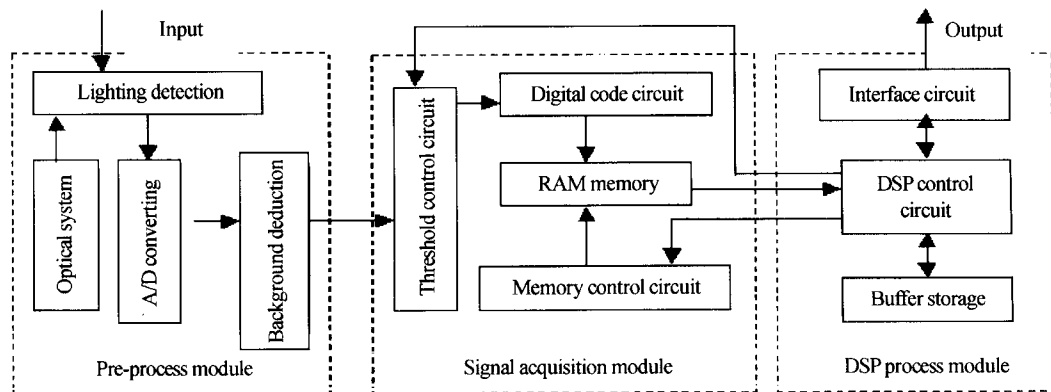 Input
Output
Lighting detection
Optical system
A/D converting
Background deduction
Pre-process module
Threshold control circuit
Digital code circuit
RAM memory
Memory control circuit
Signal acquisition module
Interface circuit
DSP control
circuit
Buffer storage
DSP process module